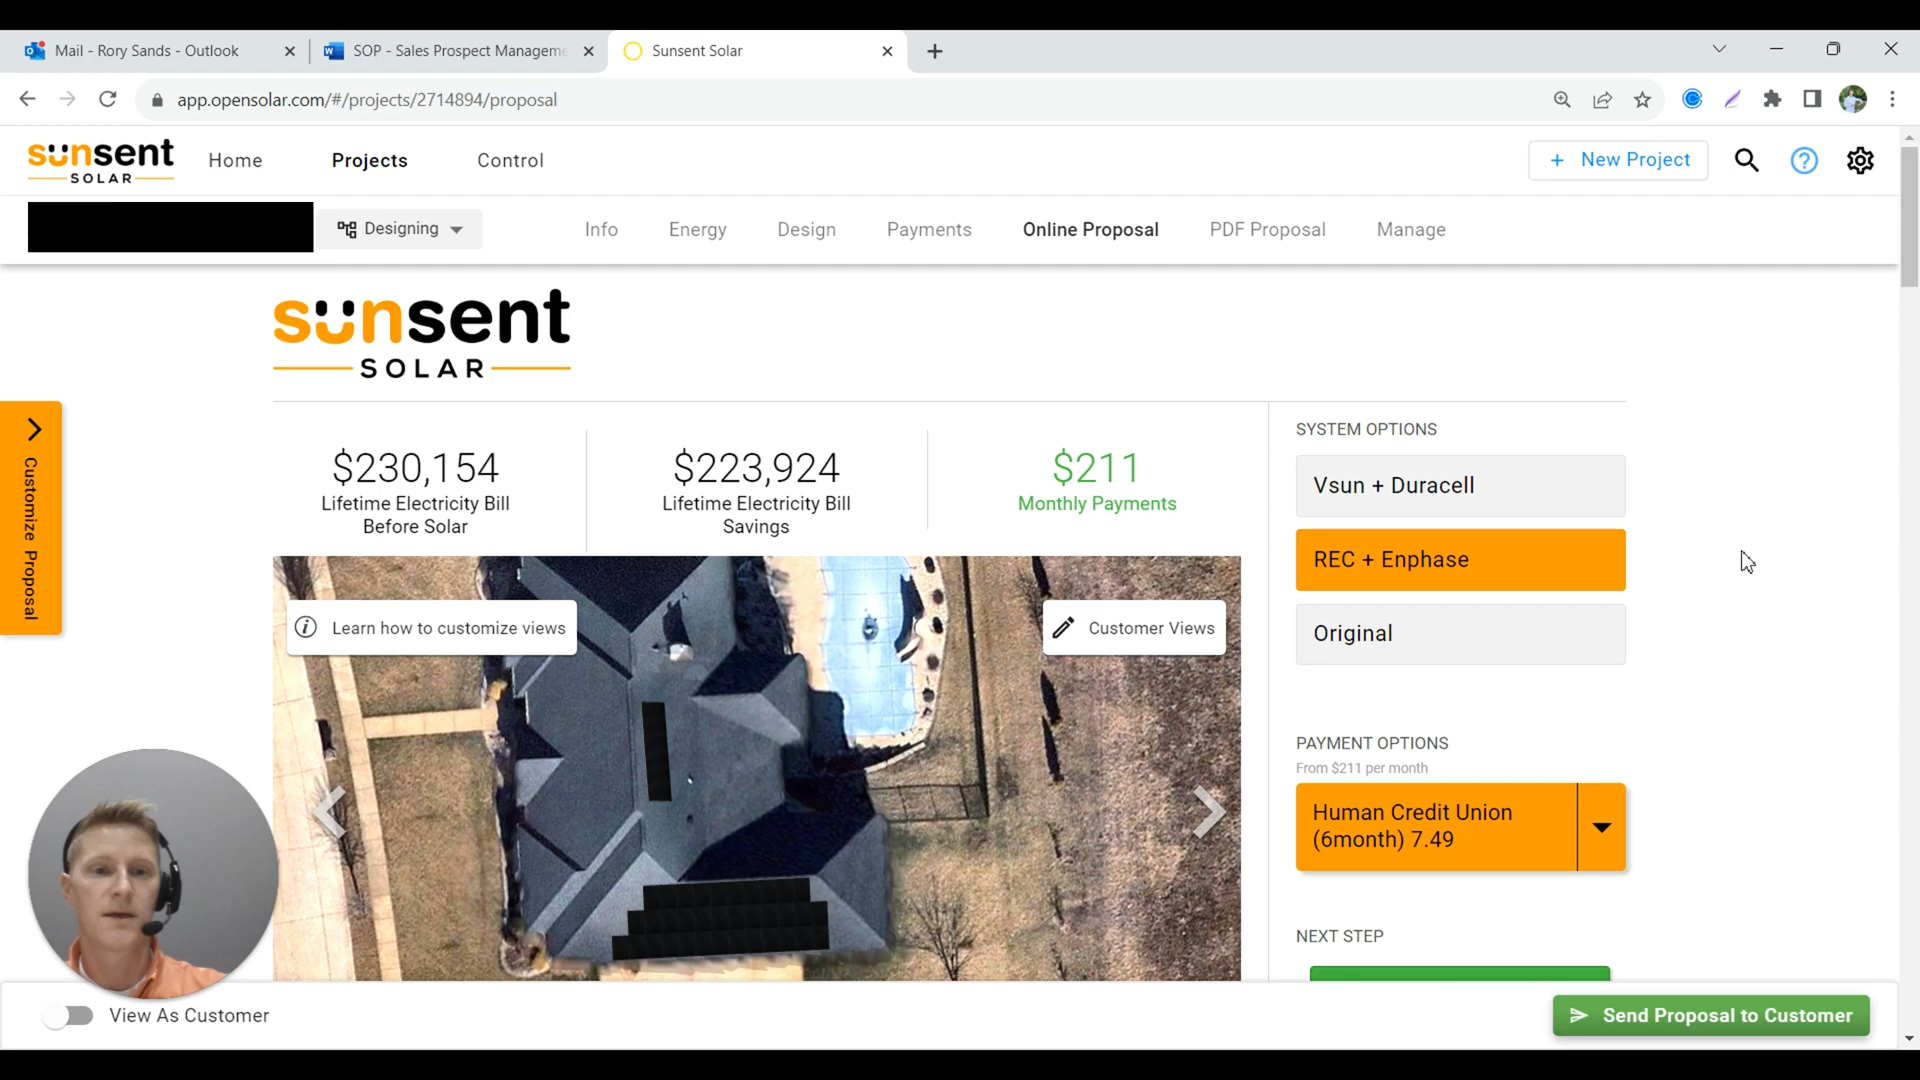 Mail - Rory Sands - Outlook
SOP - Sales Prospect Manageme
Sunsent Solar
app.opensolar.com/#/projects/2714894/proposal
sunsent
SOLAR
Home
Projects
Control
+ New Project
Designing
Info
Energy
Design
Payments
Online Proposal
PDF Proposal
Manage
sunsent
SOLAR
Customize Proposal
$230,154
Lifetime Electricity Bill
Before Solar
$223,924
Lifetime Electricity Bill
Savings
$211
Monthly Payments
SYSTEM OPTIONS
Vsun + Duracell
REC + Enphase
Original
Learn how to customize views
Customer Views
PAYMENT OPTIONS
From $211 per month
Human Credit Union
(6month) 7.49
NEXT STEP
View As Customer
Send Proposal to Customer